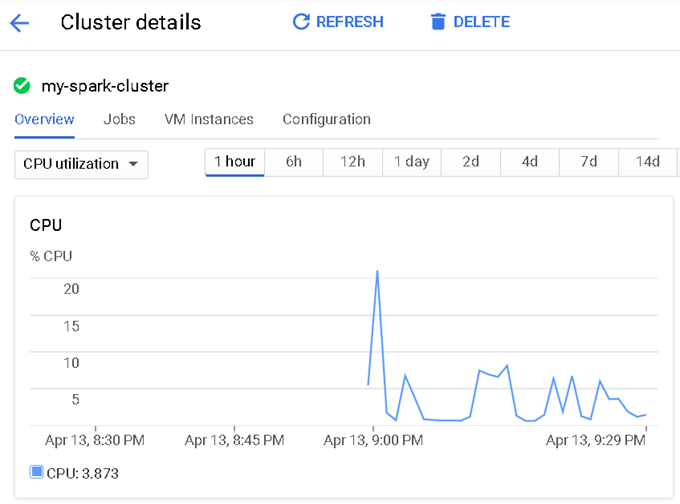 Cluster details REFRESH DELETE
my-spark-cluster
Overview Jobs VM Instances Configuration
CPU utilization 1 hour 6h 12h 1 day 2d 4d 7d 14d
CPU
% CPU
20
15
10
5
Apr 13, 8:30 PM Apr 13, 8:45 PM Apr 13, 9:00 PM Apr 13, 9:29 PM
CPU: 3.873